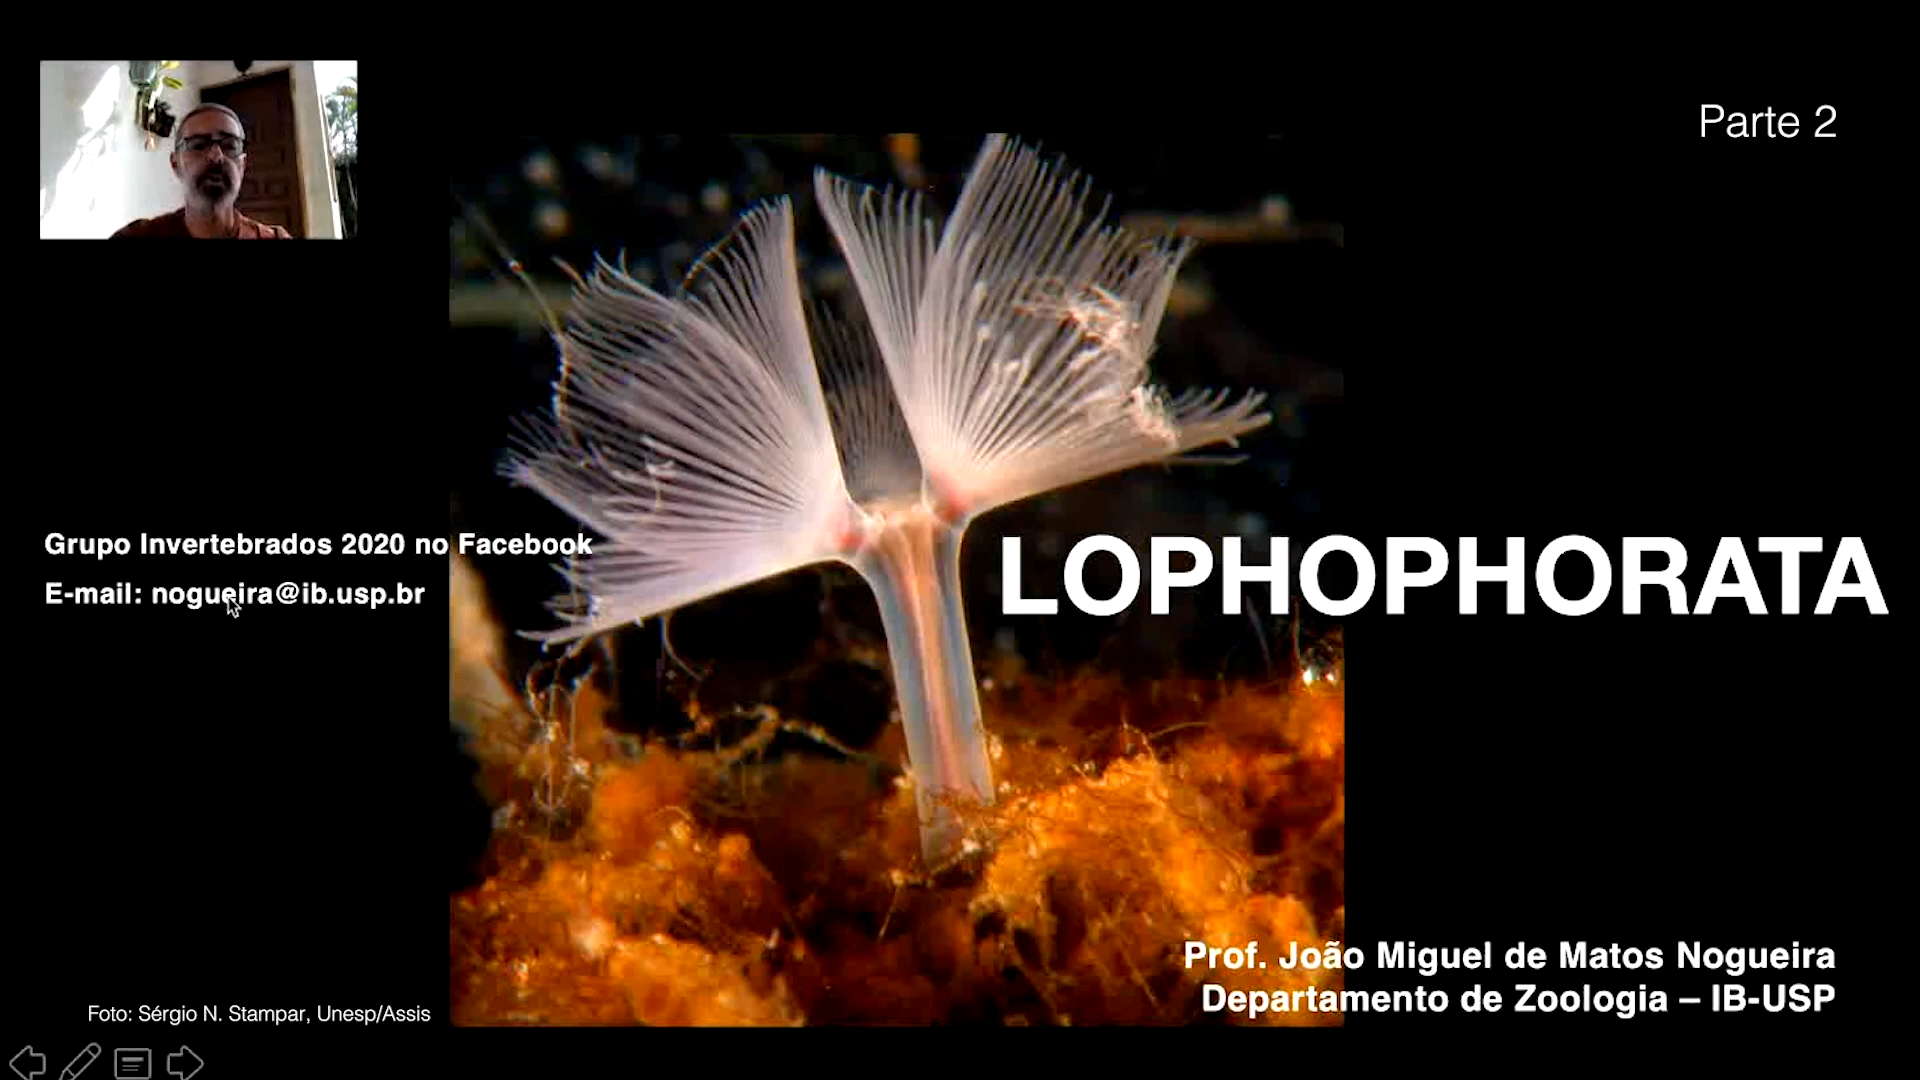 Parte 2
Grupo Invertebrados 2020 no Facebook
E-mail: nogueira@ib.usp.br
LOPHOPHORATA
Prof. João Miguel de Matos Nogueira
Departamento de Zoologia – IB-USP
Foto: Sérgio N. Stampar, Unesp/Assis